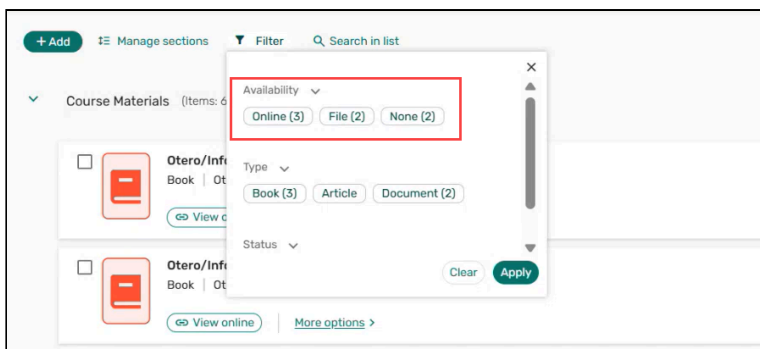 + Add Manage sections Filter Search in list
Course Materials (Items: 6
Availability
Online (3) File (2) None (2)
Type
Book (3) Article Document (2)
Status
Clear Apply
Otero/Info
Book | Ot
View o
Otero/Info
Book | Ot
View online More options >